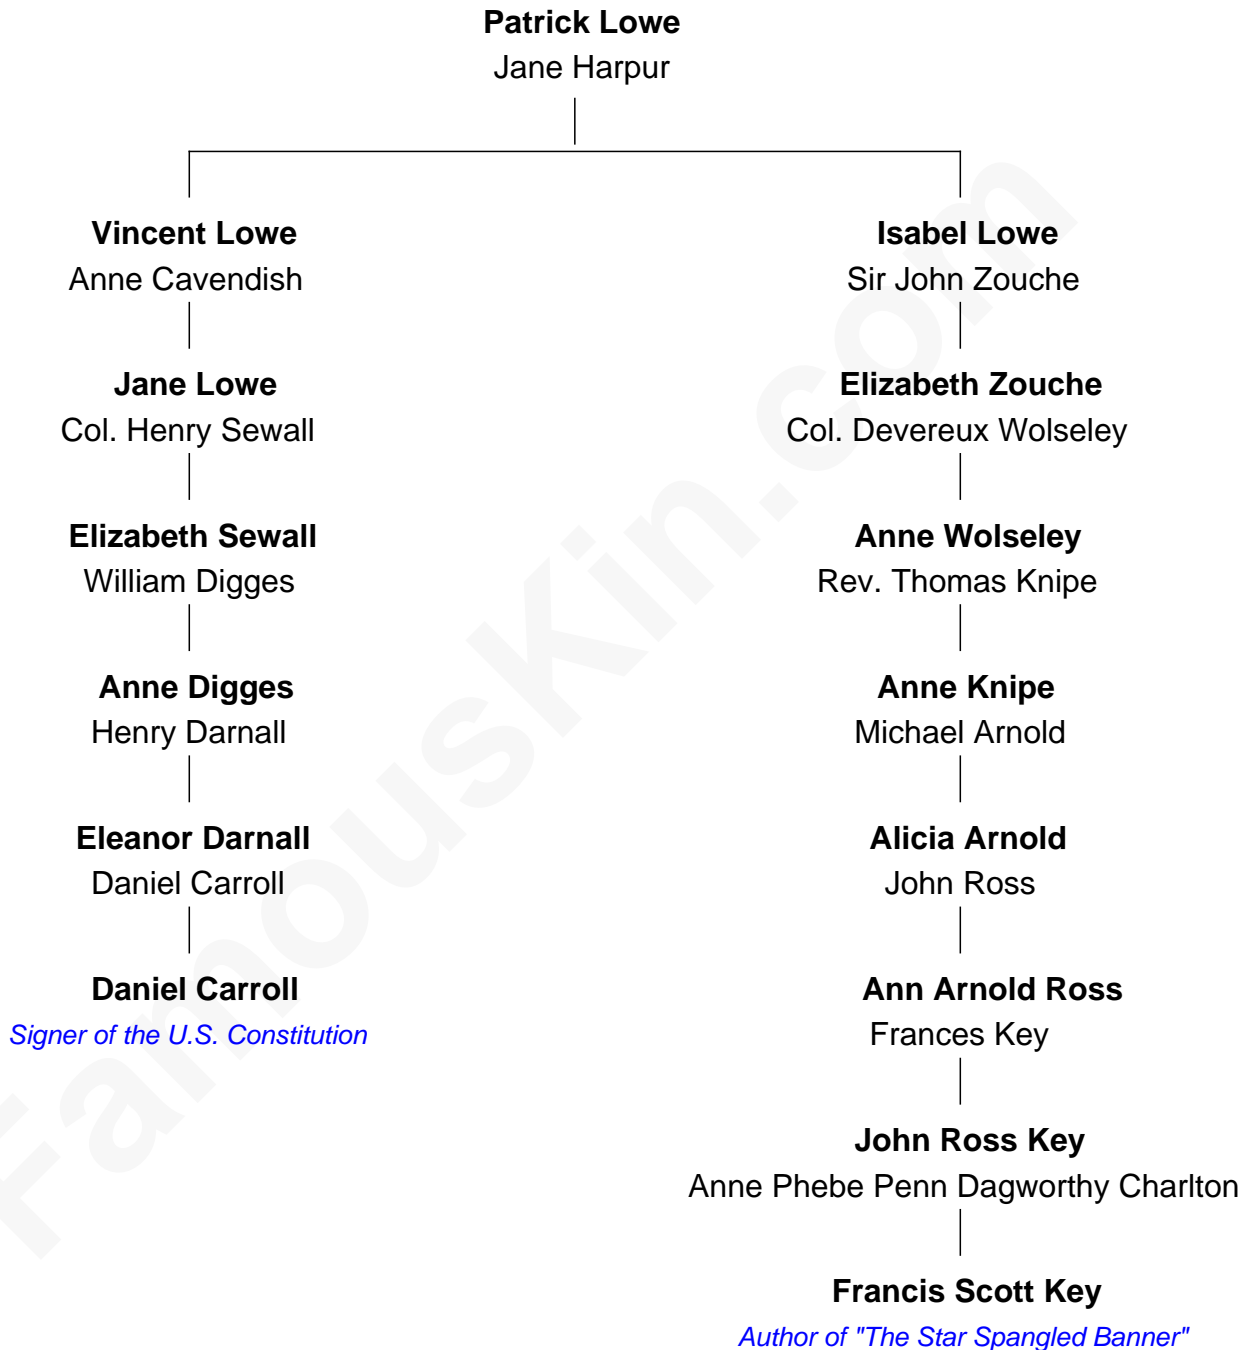 Patrick Lowe
Jane Harpur
Vincent Lowe
Anne Cavendish
Isabel Lowe
Sir John Zouche
Jane Lowe
Col. Henry Sewall
Elizabeth Zouche
Col. Devereux Wolseley
Elizabeth Sewall
William Digges
Anne Wolseley
Rev. Thomas Knipe
Anne Digges
Henry Darnall
Anne Knipe
Michael Arnold
Eleanor Darnall
Daniel Carroll
Alicia Arnold
John Ross
Daniel Carroll
Signer of the U.S. Constitution
Ann Arnold Ross
Frances Key
John Ross Key
Anne Phebe Penn Dagworthy Charlton
Francis Scott Key
Author of "The Star Spangled Banner"
FamousKin.com